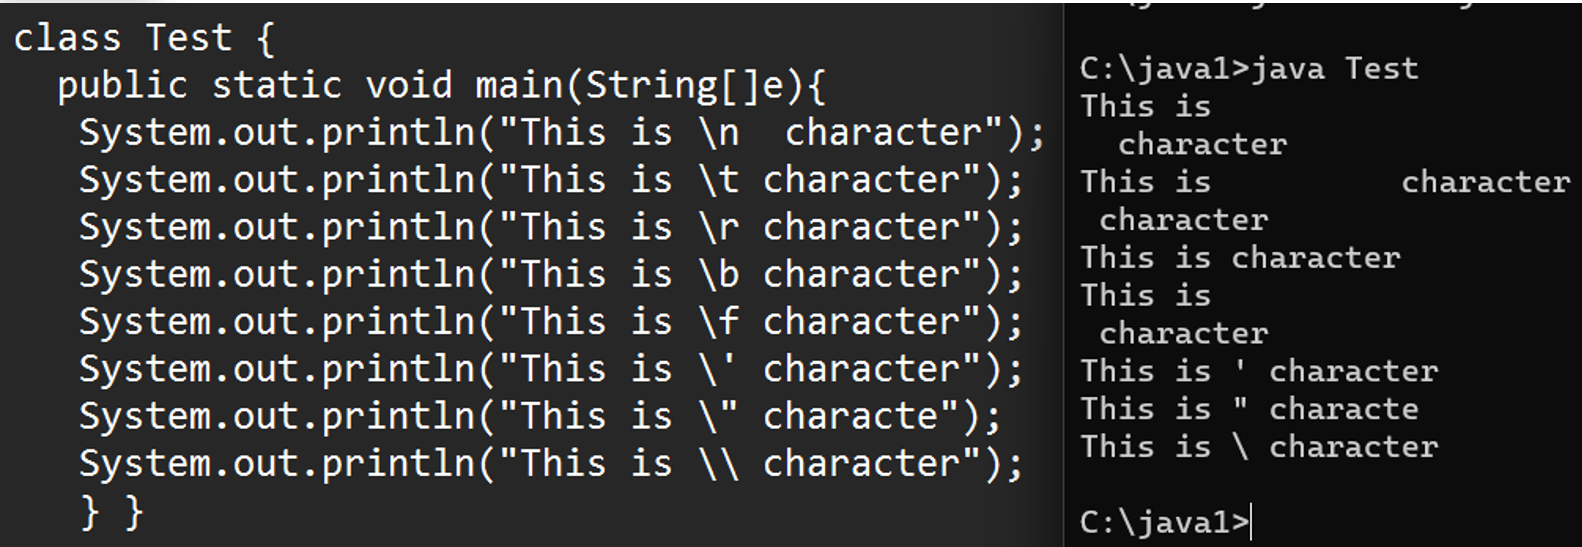 class Test {
  public static void main(String[]e){
   System.out.println("This is \n  character");
   System.out.println("This is \t character");
   System.out.println("This is \r character");
   System.out.println("This is \b character");
   System.out.println("This is \f character");
   System.out.println("This is \' character");
   System.out.println("This is \" characte");
   System.out.println("This is \\ character");
   } }
C:\java1>java Test
This is
  character
This is          character
 character
This is character
This is
 character
This is ' character
This is " characte
This is \ character
C:\java1>